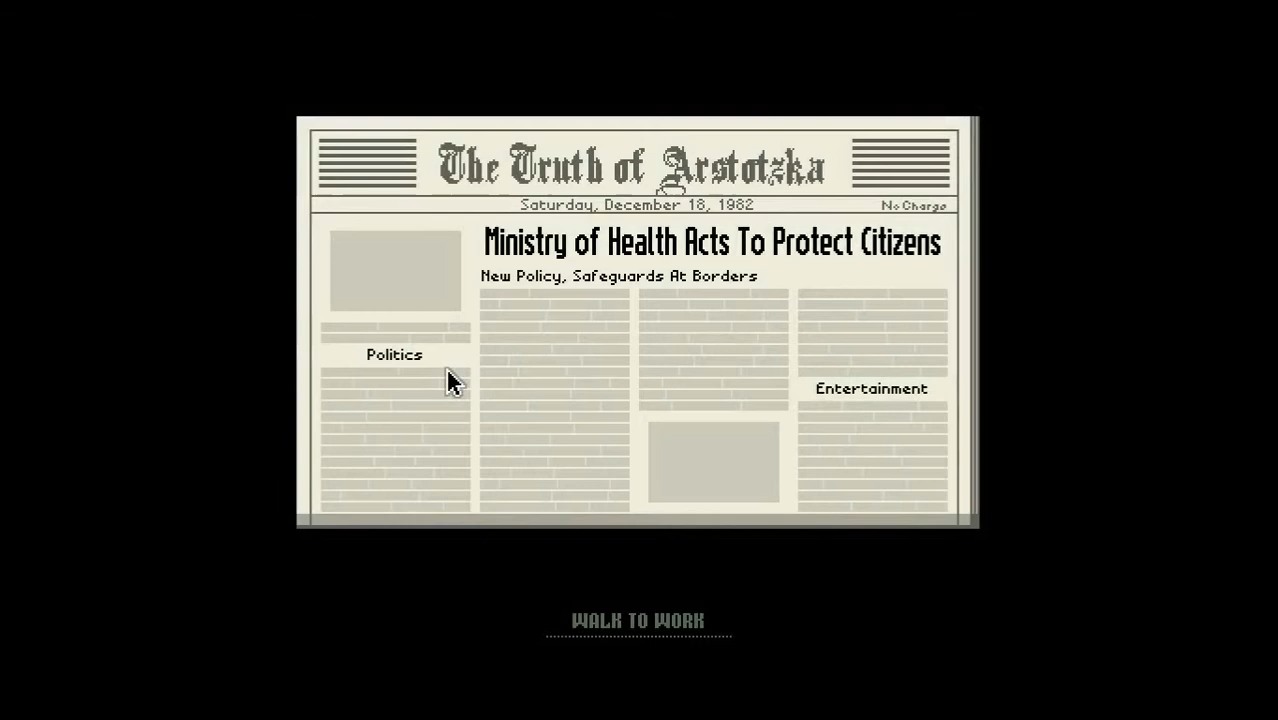 The Truth of Arstotzka
Saturday, December 18, 1982
No Charge
Ministry of Health Acts To Protect Citizens
New Policy, Safeguards At Borders
Politics
Entertainment
WALK TO WORK